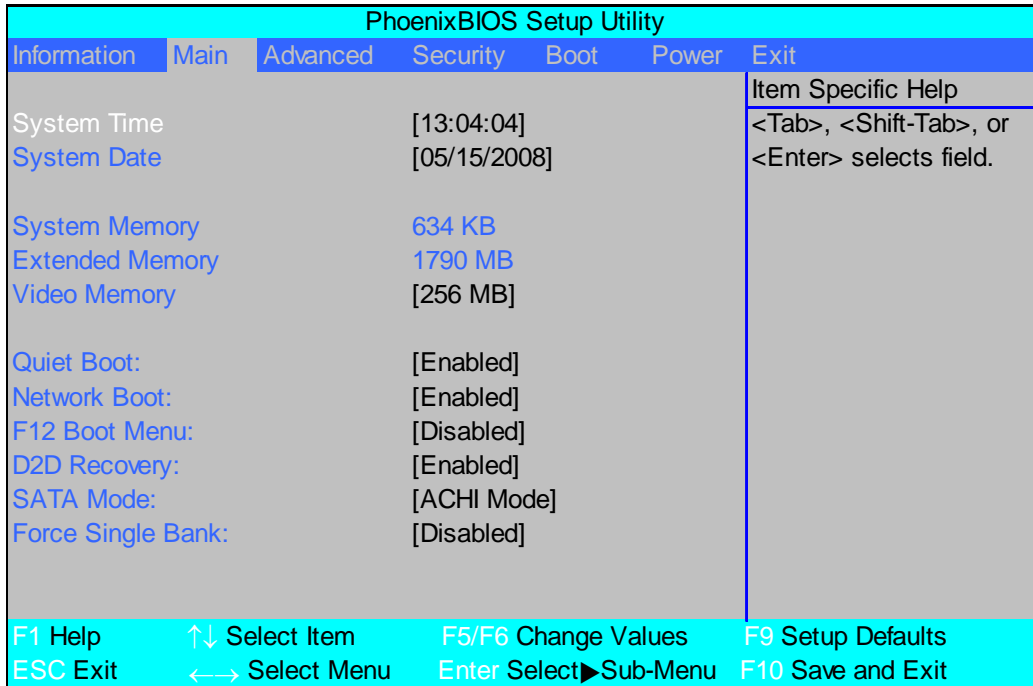 PhoenixBIOS Setup Utility
Information Main Advanced Security Boot Power Exit
Item Specific Help
System Time [13:04:04] <Tab>, <Shift-Tab>, or
System Date [05/15/2008] <Enter> selects field.
System Memory 634 KB
Extended Memory 1790 MB
Video Memory [256 MB]
Quiet Boot: [Enabled]
Network Boot: [Enabled]
F12 Boot Menu: [Disabled]
D2D Recovery: [Enabled]
SATA Mode: [ACHI Mode]
Force Single Bank: [Disabled]
F1 Help ↑↓ Select Item F5/F6 Change Values F9 Setup Defaults
ESC Exit ←→ Select Menu Enter Select▶Sub-Menu F10 Save and Exit